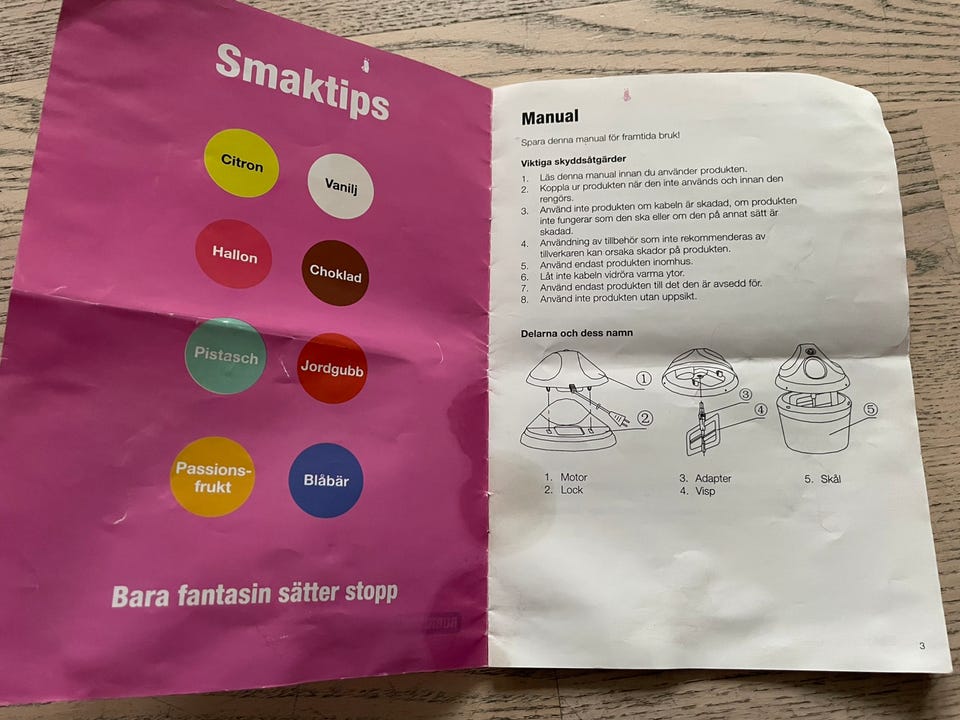 Smaktips
Citron
Vanilj
Hallon
Choklad
Pistasch
Jordgubb
Passions-
frukt
Blåbär
Bara fantasin sätter stopp
Manual
Spara denna manual för framtida bruk!
Viktiga skyddsåtgärder
1. Läs denna manual innan du använder produkten.
2. Koppla ur produkten när den inte används och innan den
rengörs.
3. Använd inte produkten om kabeln är skadad, om produkten
inte fungerar som den ska eller om den på annat sätt är
skadad.
4. Användning av tillbehör som inte rekommenderas av
tillverkaren kan orsaka skador på produkten.
5. Använd endast produkten inomhus.
6. Låt inte kabeln vidröra varma ytor.
7. Använd endast produkten till det den är avsedd för.
8. Använd inte produkten utan uppsikt.
Delarna och dess namn
①
②
③
④
⑤
1. Motor
2. Lock
3. Adapter
4. Visp
5. Skål
3